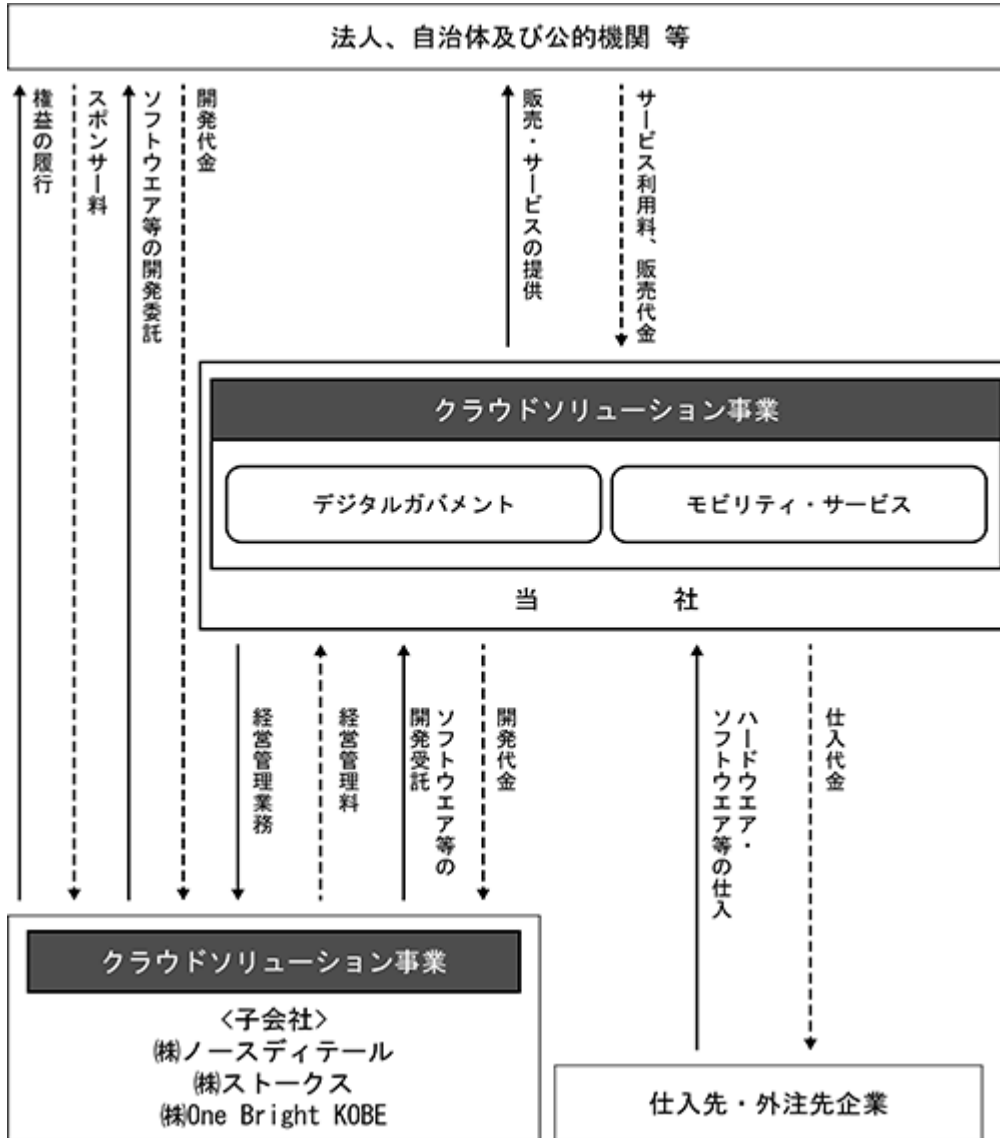 法人、自治体及び公的機関 等
権益の履行
スポンサー料
ソフトウエア等の開発委託
開発代金
販売・サービスの提供
サービス利用料、販売代金
クラウドソリューション事業
デジタルガバメント
モビリティ・サービス
当 社
経営管理業務
経営管理料
ソフトウエア等の
開発受託
開発代金
ハードウエア・
ソフトウエア等の仕入
仕入代金
クラウドソリューション事業
<子会社>
㈱ノースディテール
㈱ストークス
㈱One Bright KOBE
仕入先・外注先企業